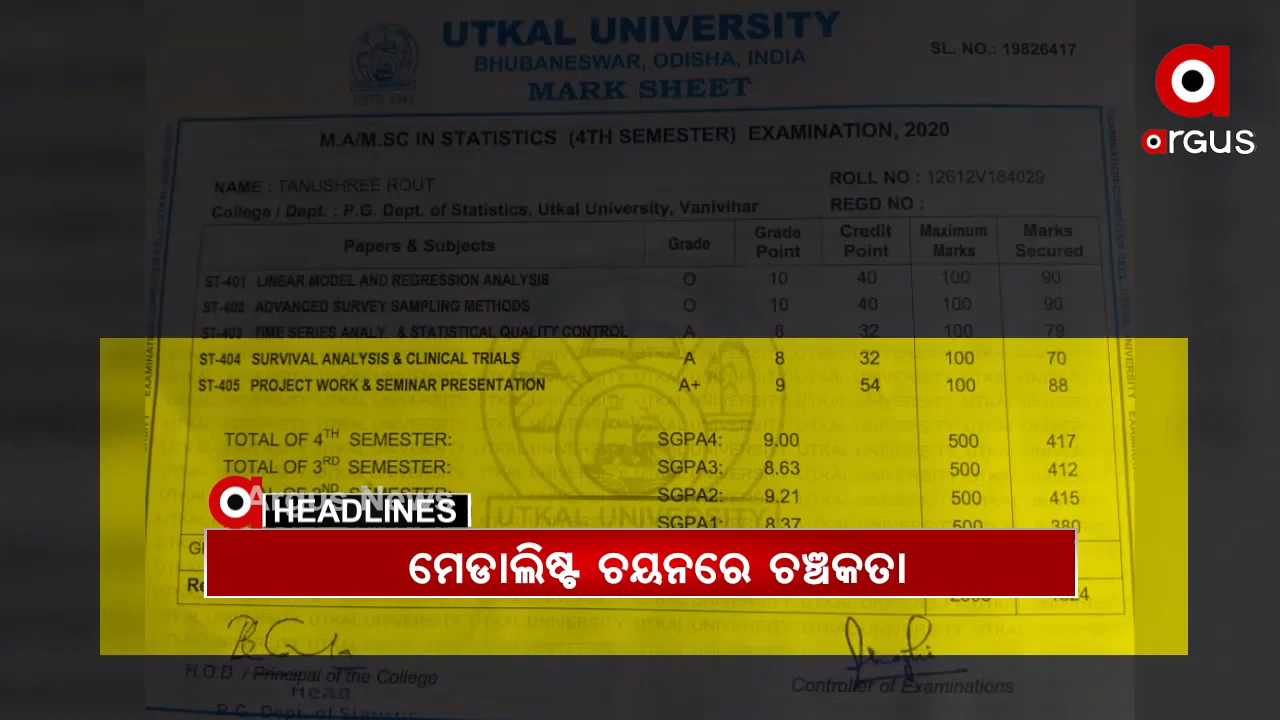 UTKAL UNIVERSITY
BHUBANESWAR, ODISHA, INDIA
MARK SHEET
SL. NO.: 19826417
argus
M.A/M.SC IN STATISTICS (4TH SEMESTER) EXAMINATION, 2020
NAME : TANUSHREE ROUT
ROLL NO : 12612V184029
College / Dept. : P.G. Dept. of Statistics, Utkal University, Vanivihar
REGD NO :
Papers & Subjects Grade Grade Point Credit Point Maximum Marks Marks Secured
ST-401 LINEAR MODEL AND REGRESSION ANALYSIS O 10 40 100 90
ST-402 ADVANCED SURVEY SAMPLING METHODS O 10 40 100 90
ST-403 TIME SERIES ANALY. & STATISTICAL QUALITY CONTROL A 8 32 100 79
ST-404 SURVIVAL ANALYSIS & CLINICAL TRIALS A 8 32 100 70
ST-405 PROJECT WORK & SEMINAR PRESENTATION A+ 9 54 100 88
TOTAL OF 4TH SEMESTER: SGPA4: 9.00 500 417
TOTAL OF 3RD SEMESTER: SGPA3: 8.63 500 412
SGPA2: 9.21 500 415
SGPA1: 8.37 500 380
Argus News
HEADLINES
UTKAL UNIVERSITY
ମେଡାଲିଷ୍ଟ ଚୟନରେ ଚଞ୍ଚକତା
H.O.D. / Principal of the College
Head
P.G. Dept. of
Controller of Examinations